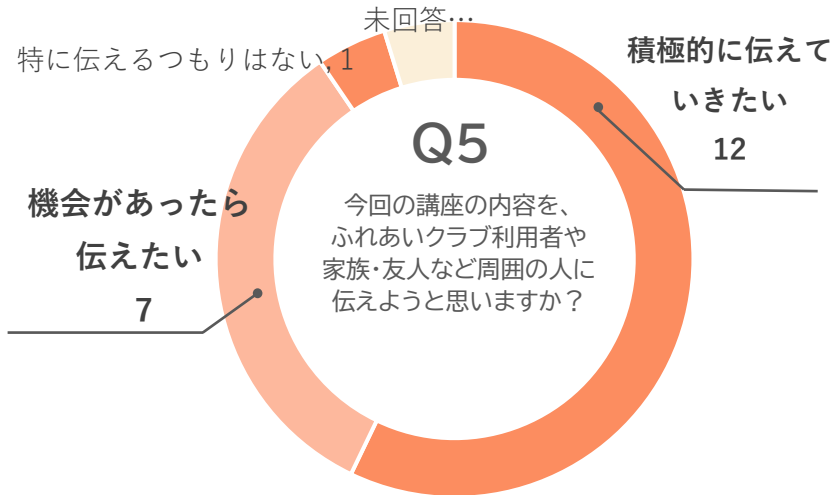 未回答…
特に伝えるつもりはない, 1
積極的に伝えて
いきたい
12
Q5
今回の講座の内容を、
ふれあいクラブ利用者や
家族・友人など周囲の人に
伝えようと思いますか？
機会があったら
伝えたい
7